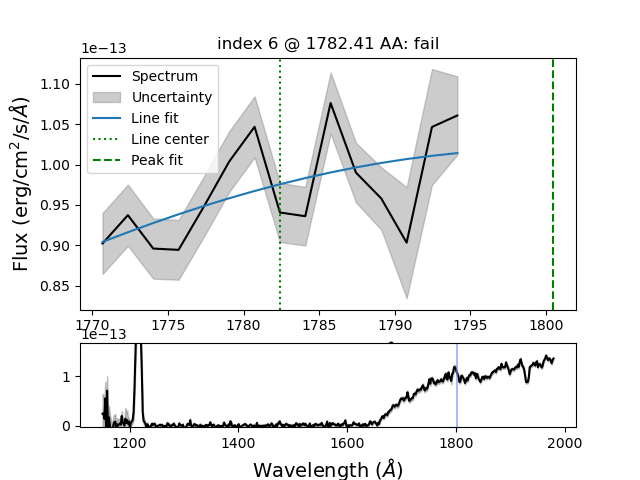 index 6 @ 1782.41 AA: fail
1e−13
Spectrum
Uncertainty
Line fit
Line center
Peak fit
Flux (erg/cm²/s/Å)
1.10
1.05
1.00
0.95
0.90
0.85
1770 1775 1780 1785 1790 1795 1800
1e−13
1
0
1200 1400 1600 1800 2000
Wavelength (Å)